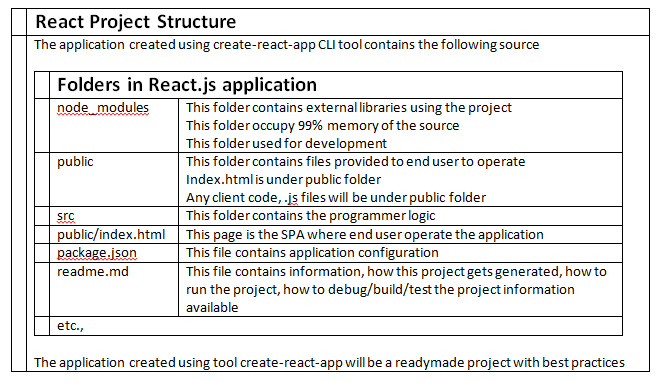 React Project Structure
The application created using create-react-app CLI tool contains the following source
Folders in React.js application
node_modules This folder contains external libraries using the project
This folder occupy 99% memory of the source
This folder used for development
public This folder contains files provided to end user to operate
Index.html is under public folder
Any client code, .js files will be under public folder
src This folder contains the programmer logic
public/index.html This page is the SPA where end user operate the application
package.json This file contains application configuration
readme.md This file contains information, how this project gets generated, how to
run the project, how to debug/build/test the project information
available
etc.,
The application created using tool create-react-app will be a readymade project with best practices